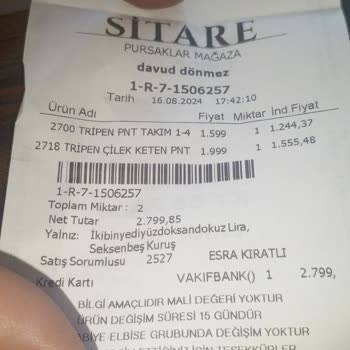 SİTARE
PURSAKLAR MAĞAZA
davud dönmez
1-R-7-1506257
Tarih 16.08.2024 17:42:10
Ürün Adı Fiyat Miktar İnd.Fiyat
2700 TRİPEN PNT TAKIM 1-4 1.599 1 1.244,37
2718 TRİPEN ÇİLEK KETEN PNT 1.999 1 1.555,48
1-R-7-1506257
Toplam Miktar : 2
Net Tutar 2.799,85
Yalnız: İkibinyediyüzdoksandokuz Lira,
Seksenbeş Kuruş
Satış Sorumlusu 2527 ESRA KIRATLI
Kredi Kartı VAKIFBANK() 1 2.799,
BİLGİ AMAÇLIDIR MALİ DEĞERİ YOKTUR
ÜRÜN DEĞİŞİM SÜRESİ 15 GÜNDÜR
ABİYE ELBİSE GRUBUNDA DEĞİŞİM YOKTUR
İÇİN TEŞEKKÜRLER